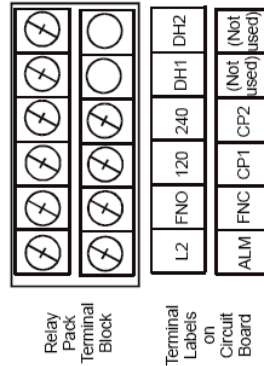 Relay
Pack
Terminal
Block
Terminal
Labels
on
Circuit
Board
L2 FNO 120 240 DH1 DH2
ALM FNC CP1 CP2 (Not used) (Not used)